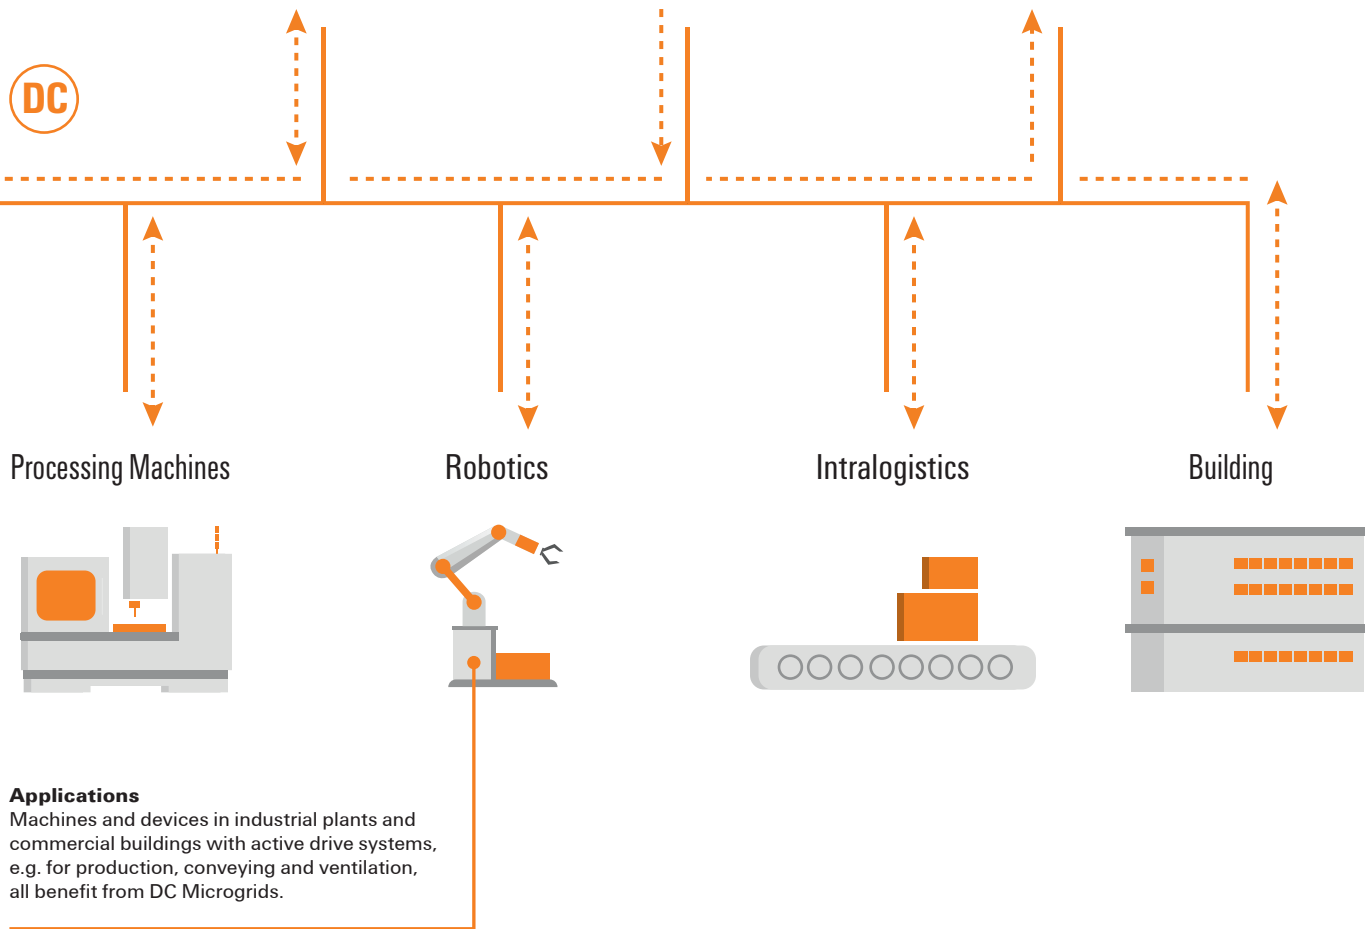 DC
Processing Machines
Robotics
Intralogistics
Building
Applications
Machines and devices in industrial plants and
commercial buildings with active drive systems,
e.g. for production, conveying and ventilation,
all benefit from DC Microgrids.